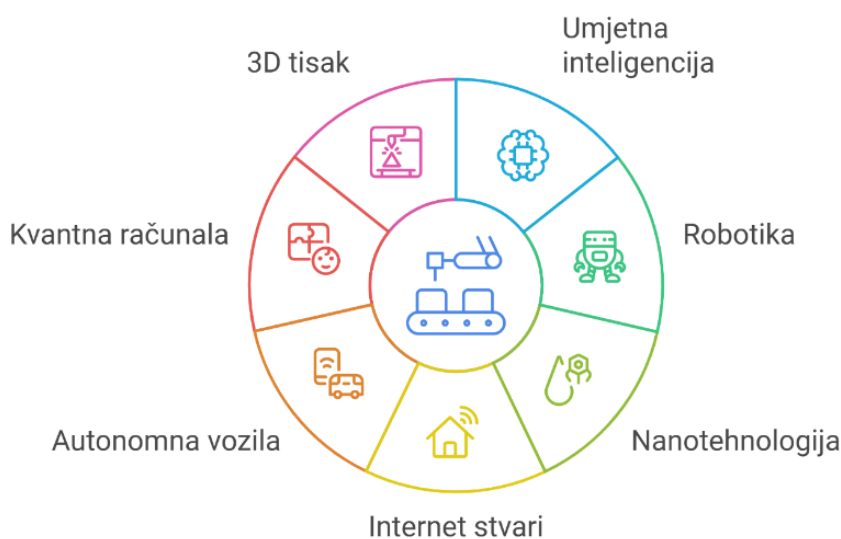 Umjetna
inteligencija
3D tisak
Kvantna računala
Robotika
Autonomna vozila
Nanotehnologija
Internet stvari